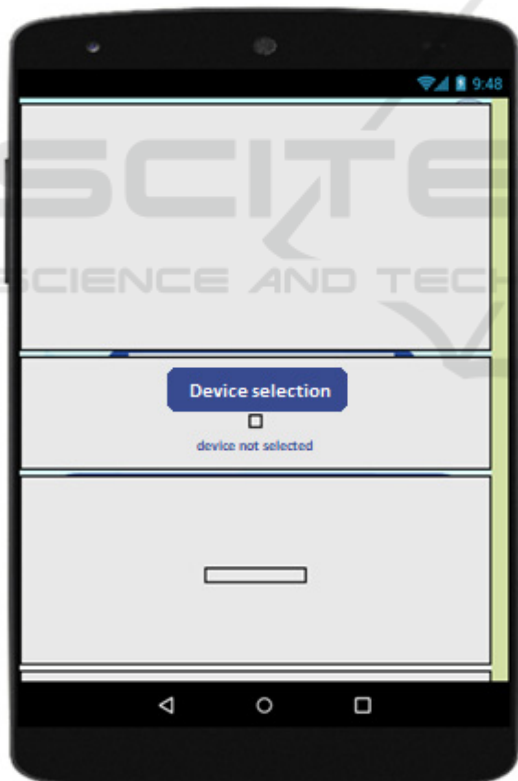 9:48
SCITE
SCIENCE AND TECH
Device selection
device not selected